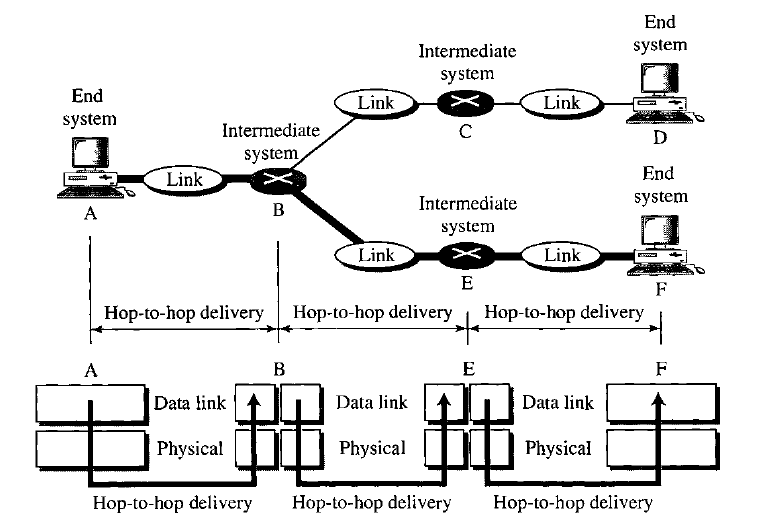 End
system
Intermediate
system
Link
C
Link
D
End
system
A
Link
Intermediate
system
B
Intermediate
system
Link
E
Link
End
system
F
Hop-to-hop delivery
Hop-to-hop delivery
Hop-to-hop delivery
A
B
E
F
Data link
Data link
Data link
Physical
Physical
Physical
Hop-to-hop delivery
Hop-to-hop delivery
Hop-to-hop delivery